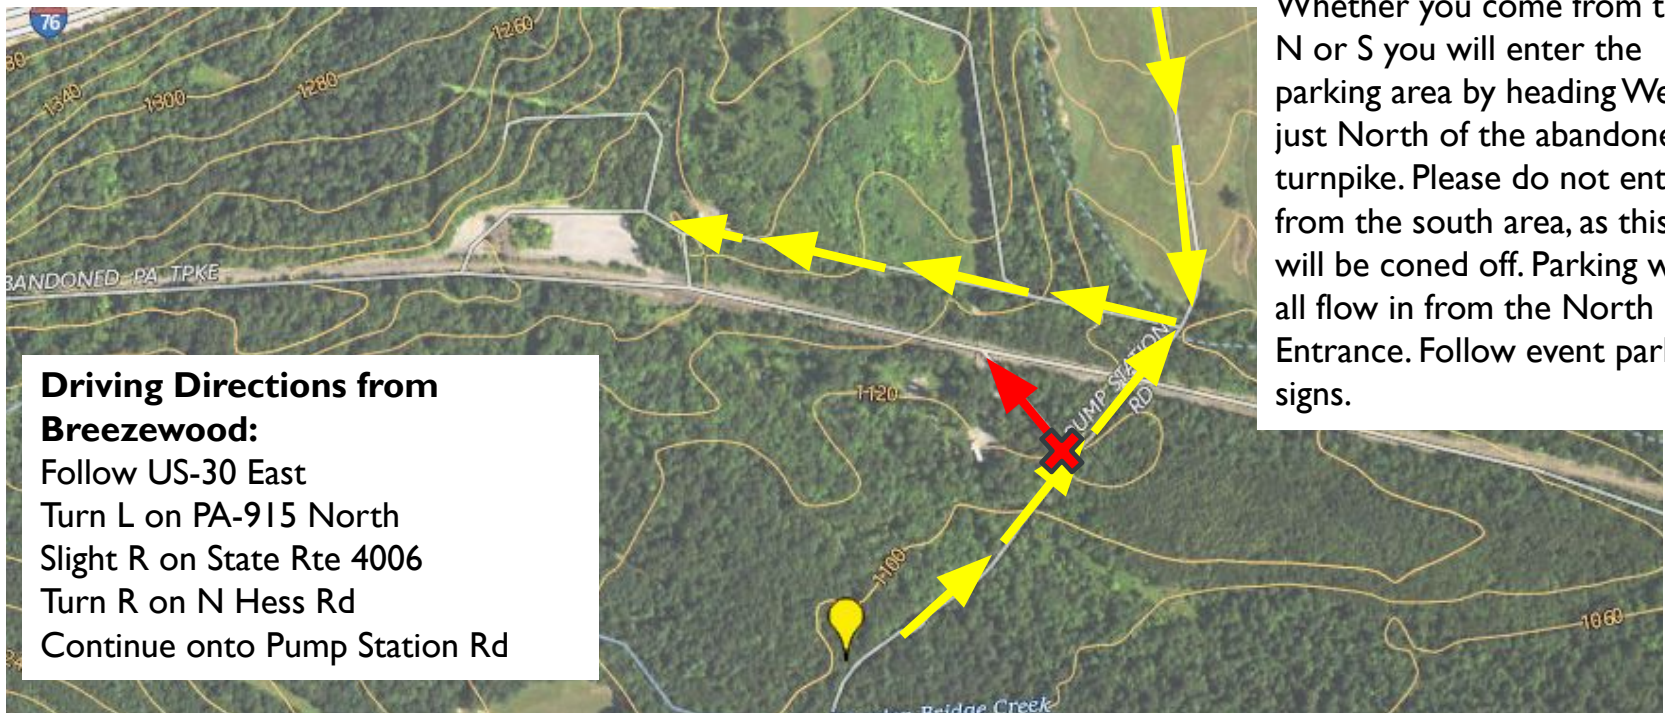 76
1260
1340
1300
1280
ABANDONED PA TPKE
Whether you come from
N or S you will enter the
parking area by heading
just North of the
turnpike. Please do not
from the south area, as this
will be coned off. Parking
all flow in from the North
Entrance. Follow event
signs.
PUMP STATION
RD
1120
Driving Directions from
Breezewood:
Follow US-30 East
Turn L on PA-915 North
Slight R on State Rte 4006
Turn R on N Hess Rd
Continue onto Pump Station Rd
1100
1060
Bridge Creek